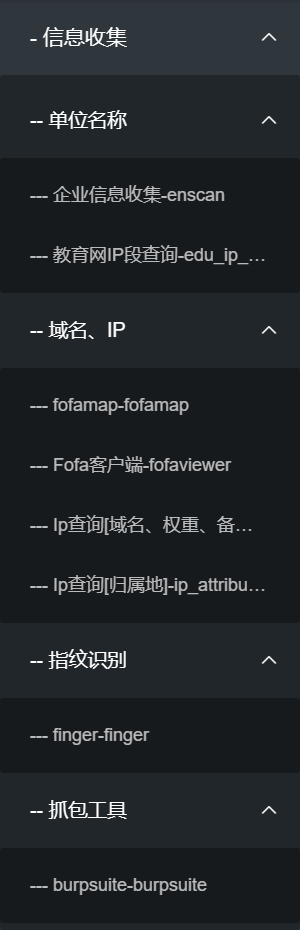 - 信息收集
-- 单位名称
--- 企业信息收集-enscan
--- 教育网IP段查询-edu_ip_...
-- 域名、IP
--- fofamap-fofamap
--- Fofa客户端-fofaviewer
--- Ip查询[域名、权重、备...
--- Ip查询[归属地]-ip_attribu...
-- 指纹识别
--- finger-finger
-- 抓包工具
--- burpsuite-burpsuite